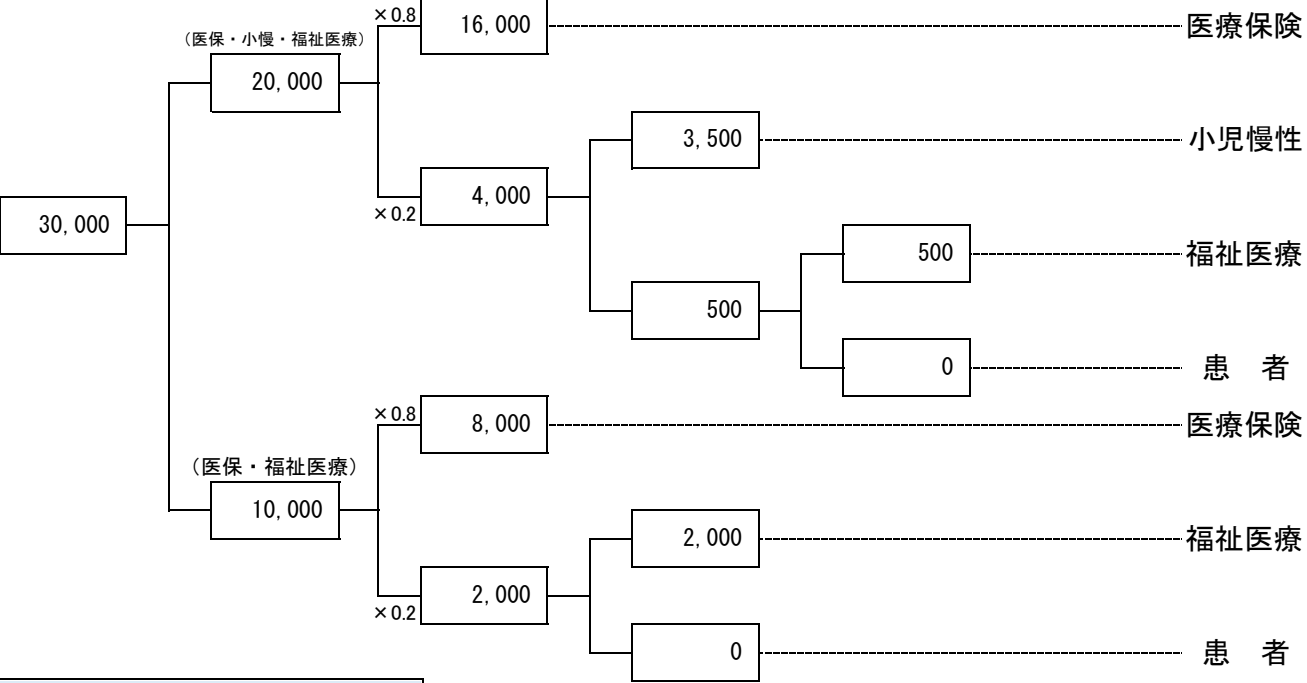 ×0.8
16,000
医療保険
（医保・小慢・福祉医療）
20,000
3,500
小児慢性
4,000
×0.2
30,000
500
福祉医療
500
0
患　者
×0.8
8,000
医療保険
（医保・福祉医療）
10,000
2,000
福祉医療
2,000
×0.2
0
患　者